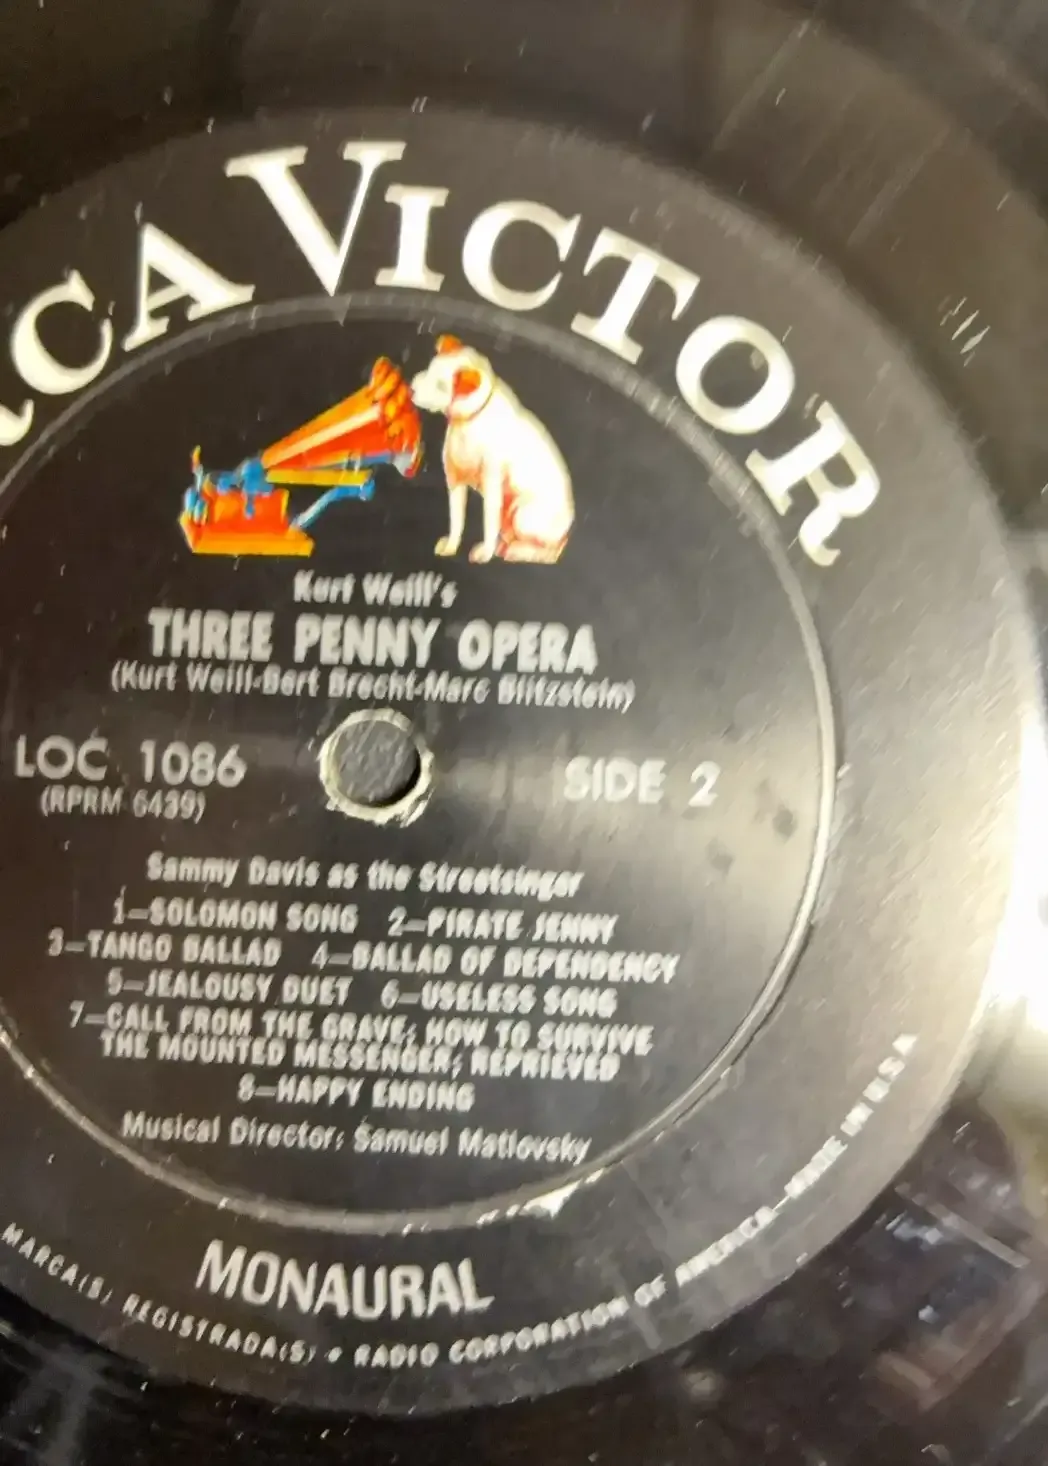 RCA VICTOR
Kurt Weill's
THREE PENNY OPERA
(Kurt Weill-Bert Brecht-Marc Blitzstein)
LOC 1086
(RPRM 6439)
SIDE 2
Sammy Davis as the Streetsinger
1—SOLOMON SONG 2—PIRATE JENNY
3—TANGO BALLAD 4—BALLAD OF DEPENDENCY
5—JEALOUSY DUET 6—USELESS SONG
7—CALL FROM THE GRAVE; HOW TO SURVIVE
THE MOUNTED MESSENGER; REPRIEVED
8—HAPPY ENDING
Musical Director: Samuel Matlovsky
MONAURAL
MARCA(S) REGISTRADA(S) • RADIO CORPORATION OF AMERICA—MADE IN U.S.A.